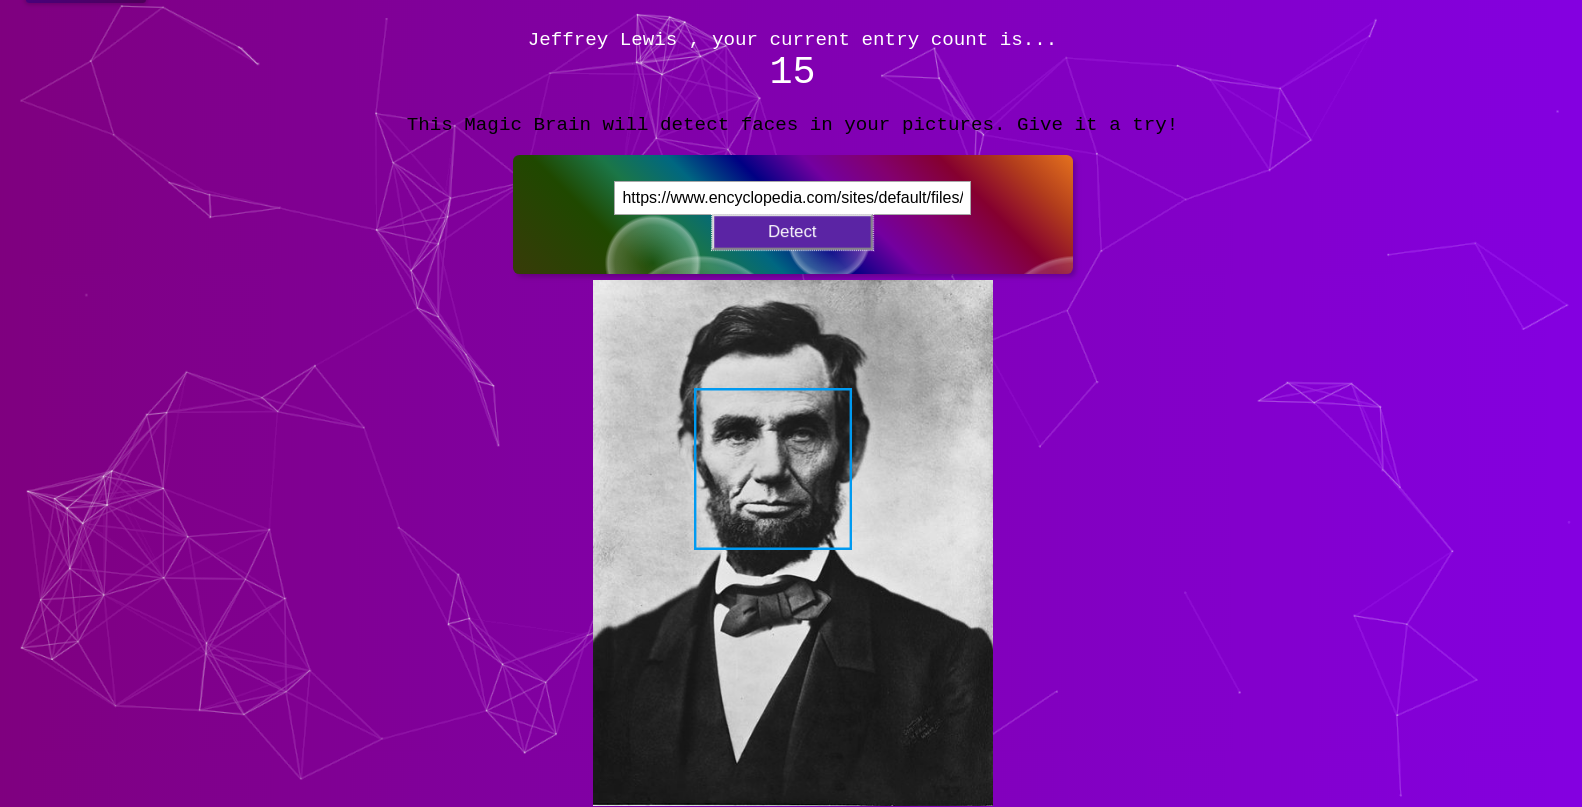 Jeffrey Lewis , your current entry count is...
15
This Magic Brain will detect faces in your pictures. Give it a try!
https://www.encyclopedia.com/sites/default/files/
Detect